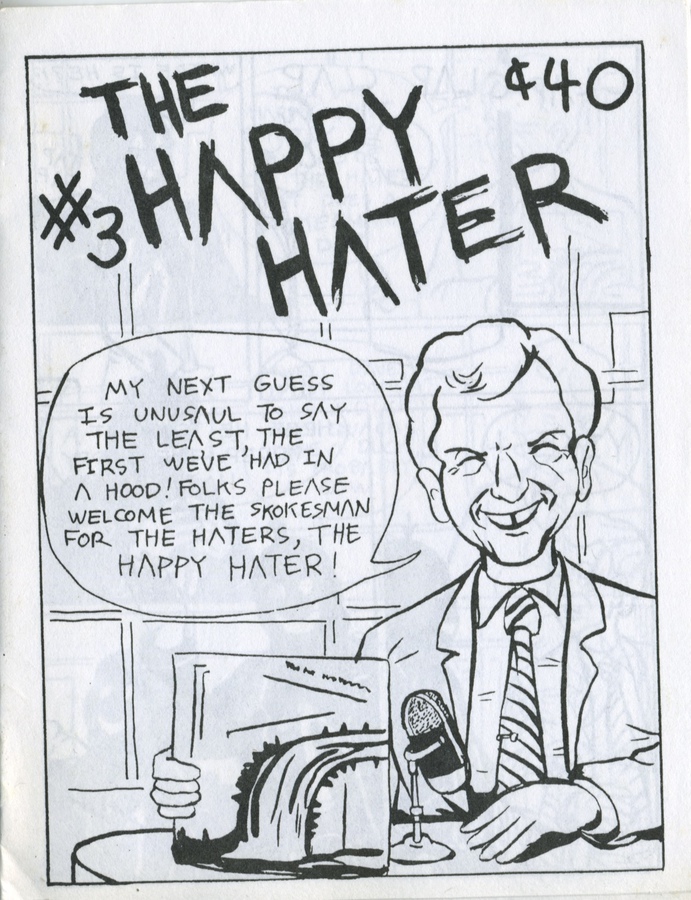 THE
¢40
HAPPY
#3
HATER
MY NEXT GUESS
IS UNUSAUL TO SAY
THE LEAST, THE
FIRST WE'VE HAD IN
A HOOD! FOLKS PLEASE
WELCOME THE SKOKESMAN
FOR THE HATERS, THE
HAPPY HATER!